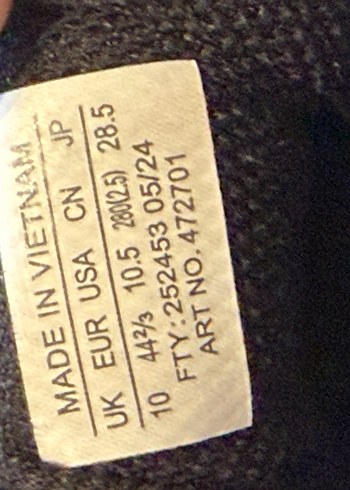 MADE IN VIETNAM
UK EUR USA CN JP
10 44⅔ 10.5 280(2.5) 28.5
FTY: 252453 05/24
ART NO. 472701